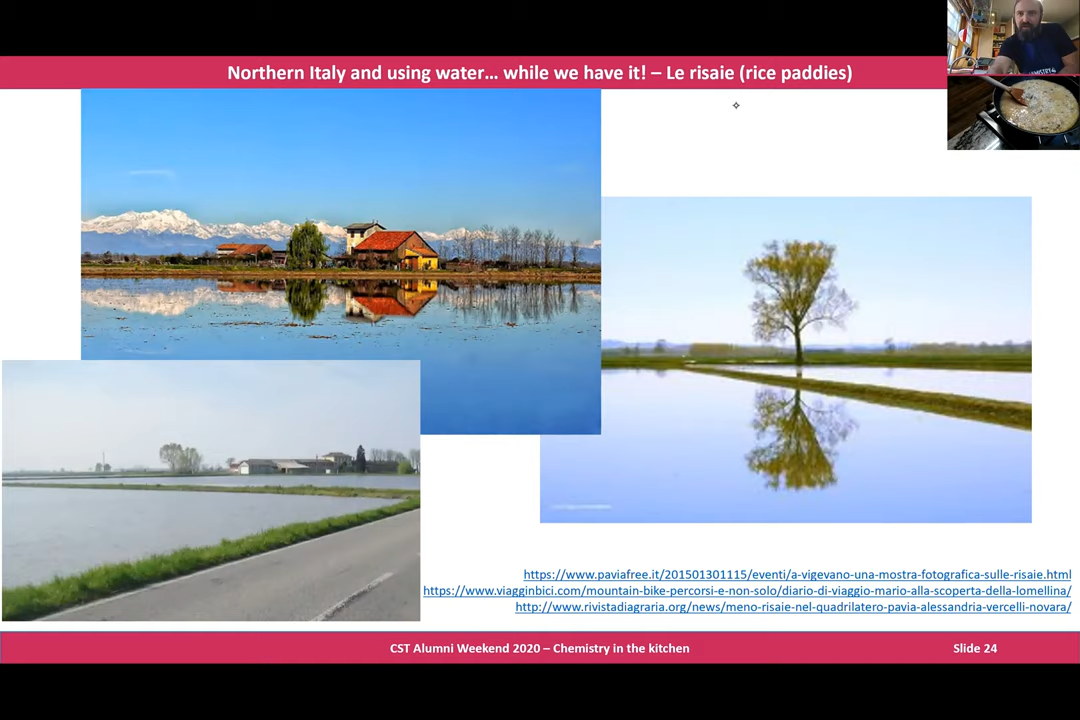 Northern Italy and using water... while we have it! – Le risaie (rice paddies)
https://www.paviafree.it/201501301115/eventi/a-vigevano-una-mostra-fotografica-sulle-risaie.html
https://www.viagginbici.com/mountain-bike-percorsi-e-non-solo/diario-di-viaggio-mario-alla-scoperta-della-lomellina/
http://www.rivistadiagraria.org/news/meno-risaie-nel-quadrilatero-pavia-alessandria-vercelli-novara/
CST Alumni Weekend 2020 – Chemistry in the kitchen
Slide 24